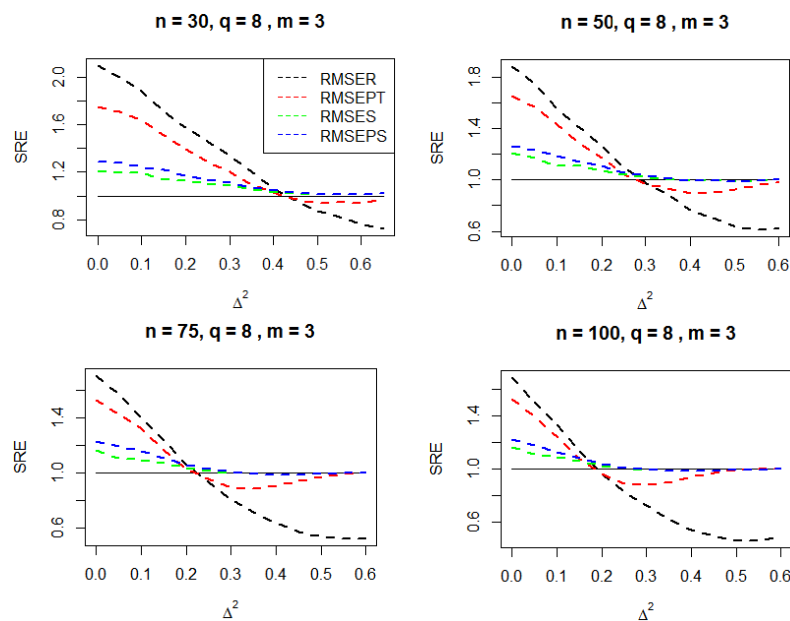 n = 30, q = 8 , m = 3
SRE
2.0
1.6
1.2
0.8
RMSER
RMSEPT
RMSES
RMSEPS
0.0 0.1 0.2 0.3 0.4 0.5 0.6
Δ²
n = 50, q = 8 , m = 3
SRE
1.8
1.4
1.0
0.6
0.0 0.1 0.2 0.3 0.4 0.5 0.6
Δ²
n = 75, q = 8 , m = 3
SRE
1.4
1.0
0.6
0.0 0.1 0.2 0.3 0.4 0.5 0.6
Δ²
n = 100, q = 8 , m = 3
SRE
1.4
1.0
0.6
0.0 0.1 0.2 0.3 0.4 0.5 0.6
Δ²